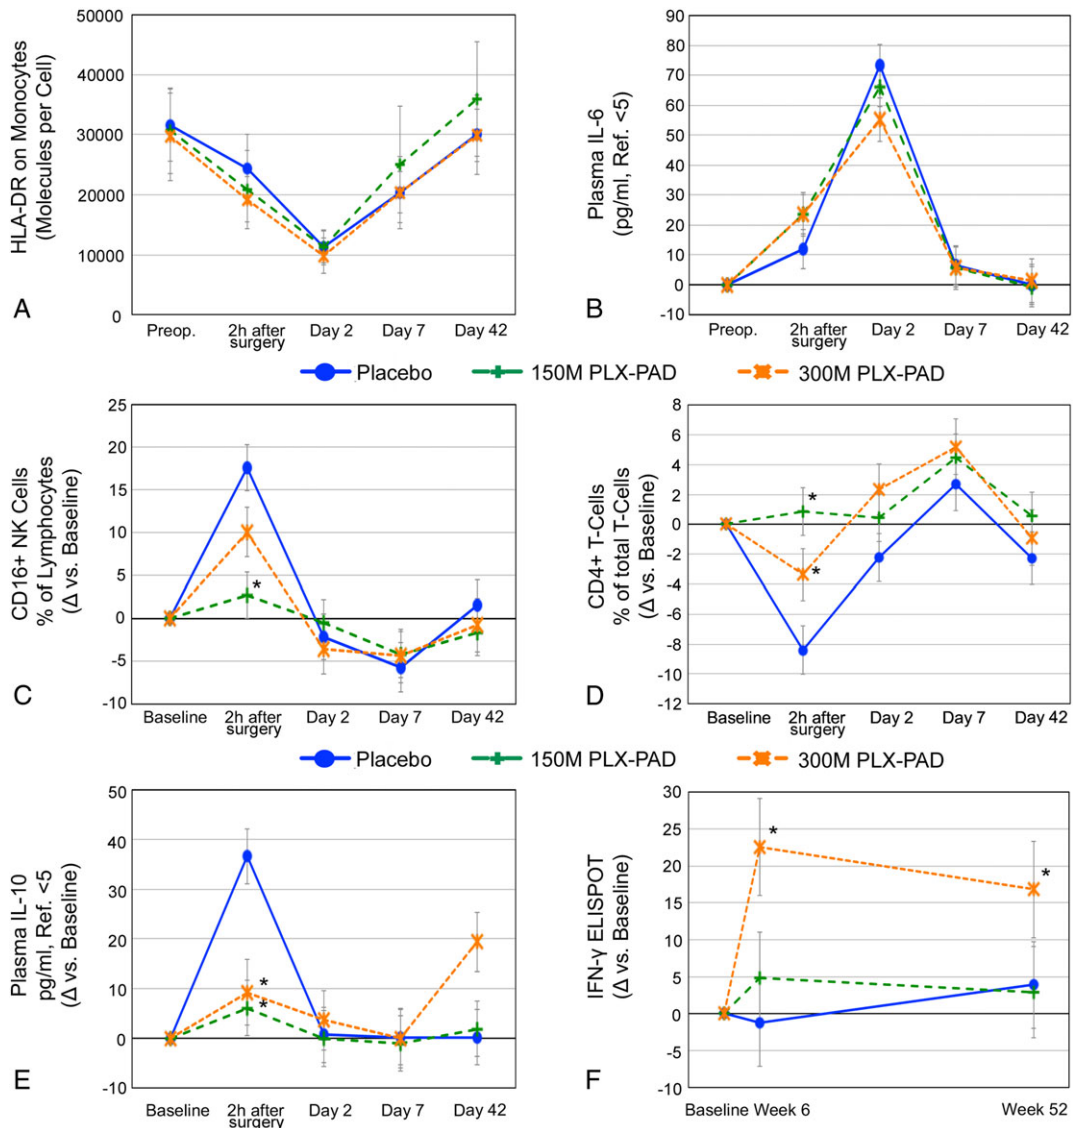 HLA-DR on Monocytes
(Molecules per Cell)
50000
40000
30000
20000
10000
0
A
Preop.
2h after
surgery
Day 2
Day 7
Day 42
Plasma IL-6
(pg/ml, Ref. <5)
90
80
70
60
50
40
30
20
10
0
-10
B
Preop.
2h after
surgery
Day 2
Day 7
Day 42
Placebo
150M PLX-PAD
300M PLX-PAD
CD16+ NK Cells
% of Lymphocytes
(Δ vs. Baseline)
25
20
15
10
5
0
-5
-10
*
C
Baseline
2h after
surgery
Day 2
Day 7
Day 42
CD4+ T-Cells
% of total T-Cells
(Δ vs. Baseline)
8
6
4
2
0
-2
-4
-6
-8
-10
-12
*
*
D
Baseline
2h after
surgery
Day 2
Day 7
Day 42
Placebo
150M PLX-PAD
300M PLX-PAD
Plasma IL-10
pg/ml, Ref. <5
(Δ vs. Baseline)
50
40
30
20
10
0
-10
*
*
E
Baseline
2h after
surgery
Day 2
Day 7
Day 42
IFN-γ ELISPOT
(Δ vs. Baseline)
30
25
20
15
10
5
0
-5
-10
*
*
F
Baseline Week 6
Week 52